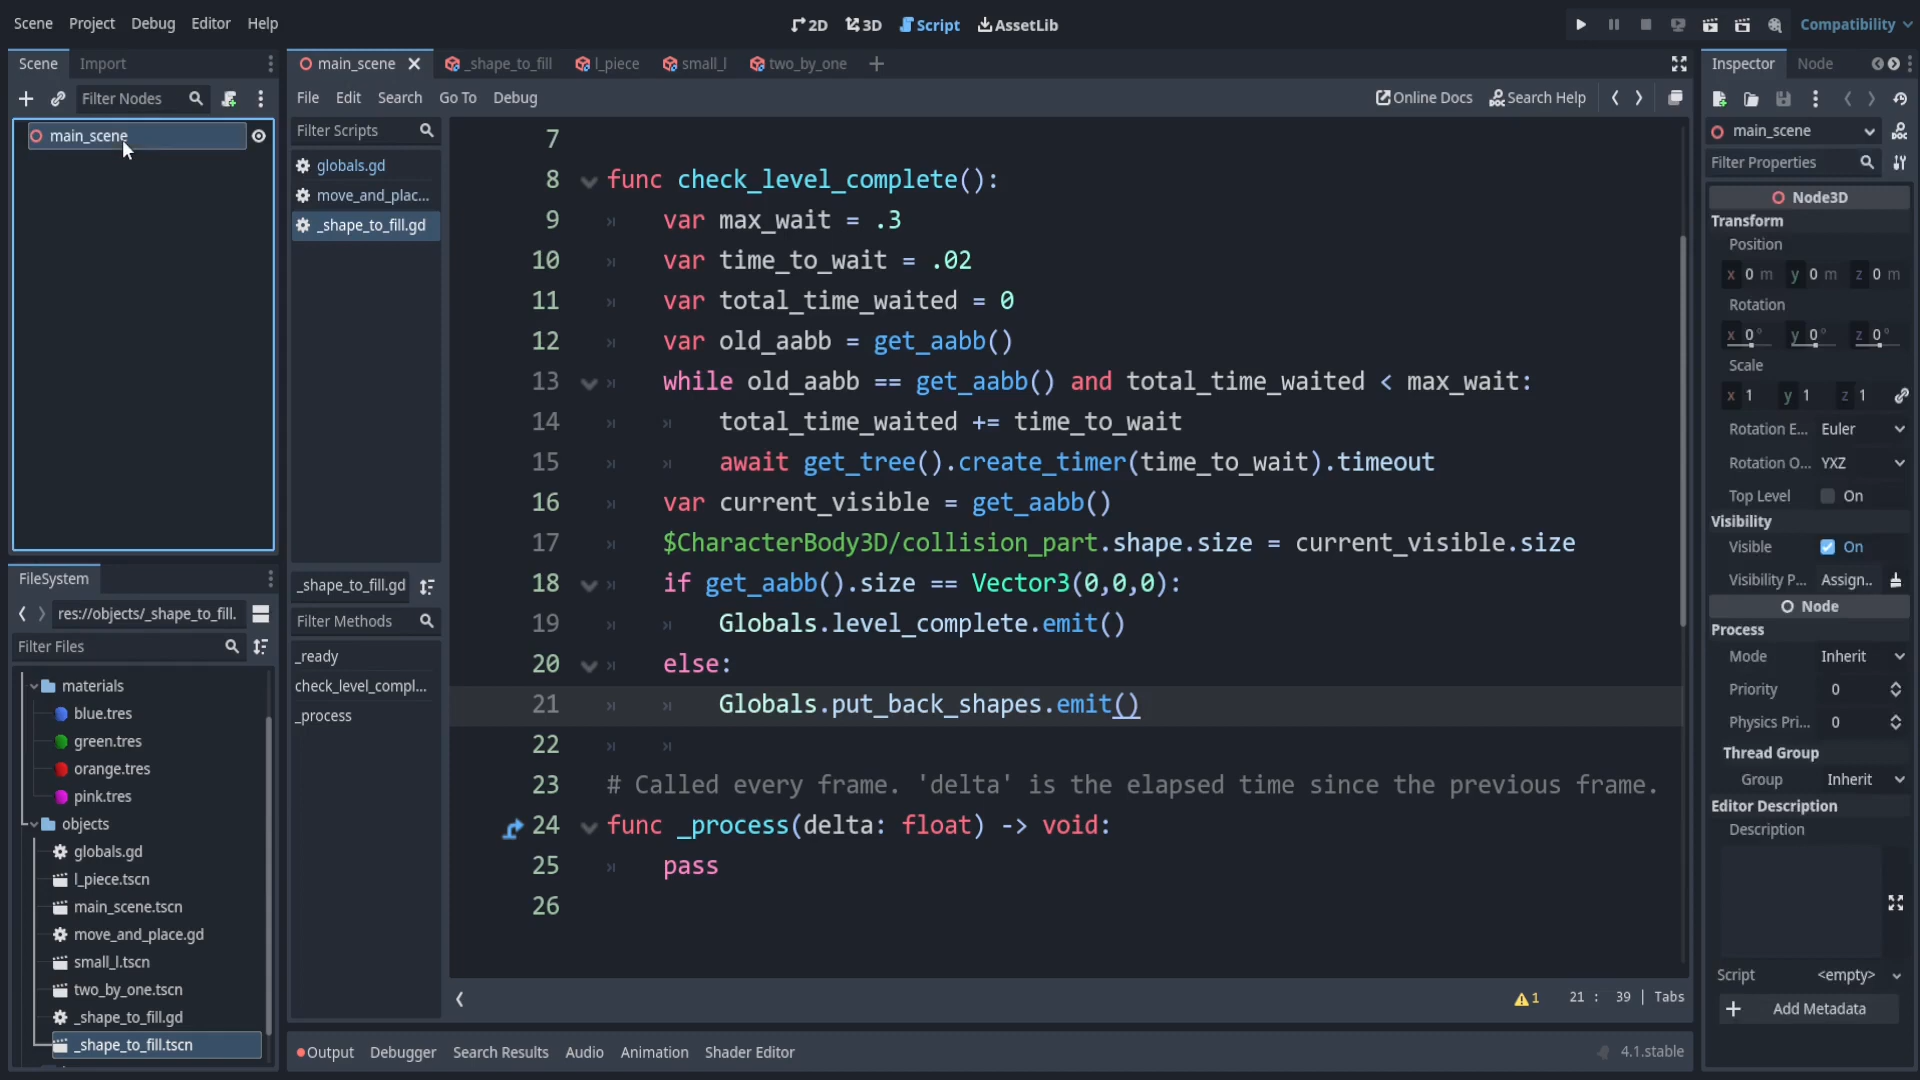 Scene Project Debug Editor Help
2D 3D Script AssetLib
Compatibility
Scene Import
main_scene _shape_to_fill l_piece small_l two_by_one
Inspector Node
Filter Nodes
File Edit Search Go To Debug
Online Docs Search Help
main_scene
Filter Scripts
globals.gd
move_and_plac...
_shape_to_fill.gd
_shape_to_fill.gd
Filter Methods
_ready
check_level_compl...
_process
7
8 func check_level_complete():
9 var max_wait = .3
10 var time_to_wait = .02
11 var total_time_waited = 0
12 var old_aabb = get_aabb()
13 while old_aabb == get_aabb() and total_time_waited < max_wait:
14 total_time_waited += time_to_wait
15 await get_tree().create_timer(time_to_wait).timeout
16 var current_visible = get_aabb()
17 $CharacterBody3D/collision_part.shape.size = current_visible.size
18 if get_aabb().size == Vector3(0,0,0):
19 Globals.level_complete.emit()
20 else:
21 Globals.put_back_shapes.emit()
22
23 # Called every frame. 'delta' is the elapsed time since the previous frame.
24 func _process(delta: float) -> void:
25 pass
26
1 21 : 39 | Tabs
FileSystem
res://objects/_shape_to_fill.
Filter Files
materials
blue.tres
green.tres
orange.tres
pink.tres
objects
globals.gd
l_piece.tscn
main_scene.tscn
move_and_place.gd
small_l.tscn
two_by_one.tscn
_shape_to_fill.gd
_shape_to_fill.tscn
Output Debugger Search Results Audio Animation Shader Editor
4.1.stable
main_scene
Filter Properties
Node3D
Transform
Position
x 0 m y 0 m z 0 m
Rotation
x 0° y 0° z 0°
Scale
x 1 y 1 z 1
Rotation E... Euler
Rotation O... YXZ
Top Level On
Visibility
Visible On
Visibility P... Assign..
Node
Process
Mode Inherit
Priority 0
Physics Pri... 0
Thread Group
Group Inherit
Editor Description
Description
Script <empty>
Add Metadata